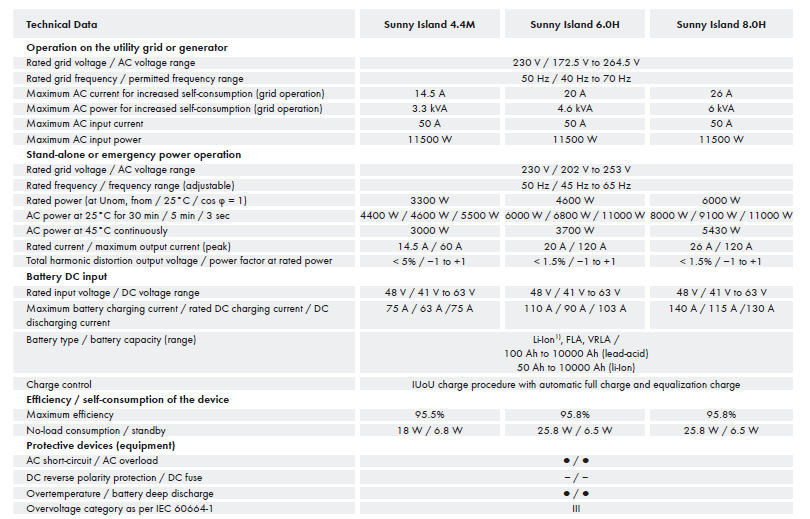 Technical Data Sunny Island 4.4M Sunny Island 6.0H Sunny Island 8.0H
Operation on the utility grid or generator
Rated grid voltage / AC voltage range 230 V / 172.5 V to 264.5 V
Rated grid frequency / permitted frequency range 50 Hz / 40 Hz to 70 Hz
Maximum AC current for increased self-consumption (grid operation) 14.5 A 20 A 26 A
Maximum AC power for increased self-consumption (grid operation) 3.3 kVA 4.6 kVA 6 kVA
Maximum AC input current 50 A 50 A 50 A
Maximum AC input power 11500 W 11500 W 11500 W
Stand-alone or emergency power operation
Rated grid voltage / AC voltage range 230 V / 202 V to 253 V
Rated frequency / frequency range (adjustable) 50 Hz / 45 Hz to 65 Hz
Rated power (at Unom, fnom / 25°C / cos φ = 1) 3300 W 4600 W 6000 W
AC power at 25°C for 30 min / 5 min / 3 sec 4400 W / 4600 W / 5500 W 6000 W / 6800 W / 11000 W 8000 W / 9100 W / 11000 W
AC power at 45°C continuously 3000 W 3700 W 5430 W
Rated current / maximum output current (peak) 14.5 A / 60 A 20 A / 120 A 26 A / 120 A
Total harmonic distortion output voltage / power factor at rated power < 5% / −1 to +1 < 1.5% / −1 to +1 < 1.5% / −1 to +1
Battery DC input
Rated input voltage / DC voltage range 48 V / 41 V to 63 V 48 V / 41 V to 63 V 48 V / 41 V to 63 V
Maximum battery charging current / rated DC charging current / DC 75 A / 63 A /75 A 110 A / 90 A / 103 A 140 A / 115 A /130 A
discharging current
Battery type / battery capacity (range) Li-Ion¹⁾, FLA, VRLA /
100 Ah to 10000 Ah (lead-acid)
50 Ah to 10000 Ah (li-Ion)
Charge control IUoU charge procedure with automatic full charge and equalization charge
Efficiency / self-consumption of the device
Maximum efficiency 95.5% 95.8% 95.8%
No-load consumption / standby 18 W / 6.8 W 25.8 W / 6.5 W 25.8 W / 6.5 W
Protective devices (equipment)
AC short-circuit / AC overload ● / ●
DC reverse polarity protection / DC fuse – / –
Overtemperature / battery deep discharge ● / ●
Overvoltage category as per IEC 60664-1 III